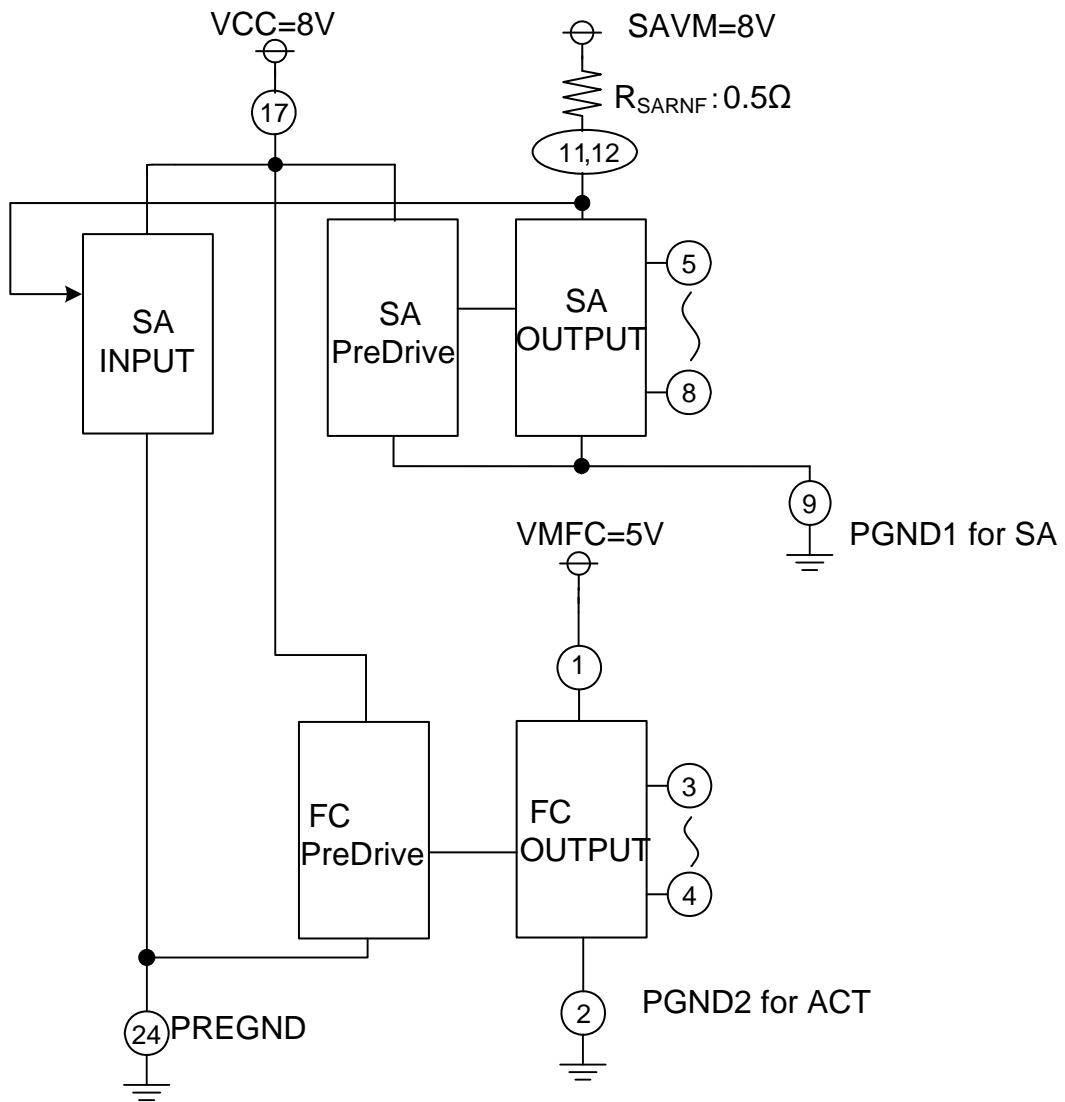 VCC=8V
SAVM=8V
17
RSARNF:0.5Ω
11,12
5
SA
INPUT
SA
PreDrive
SA
OUTPUT
8
9
PGND1 for SA
VMFC=5V
1
3
FC
PreDrive
FC
OUTPUT
4
PGND2 for ACT
2
24
PREGND